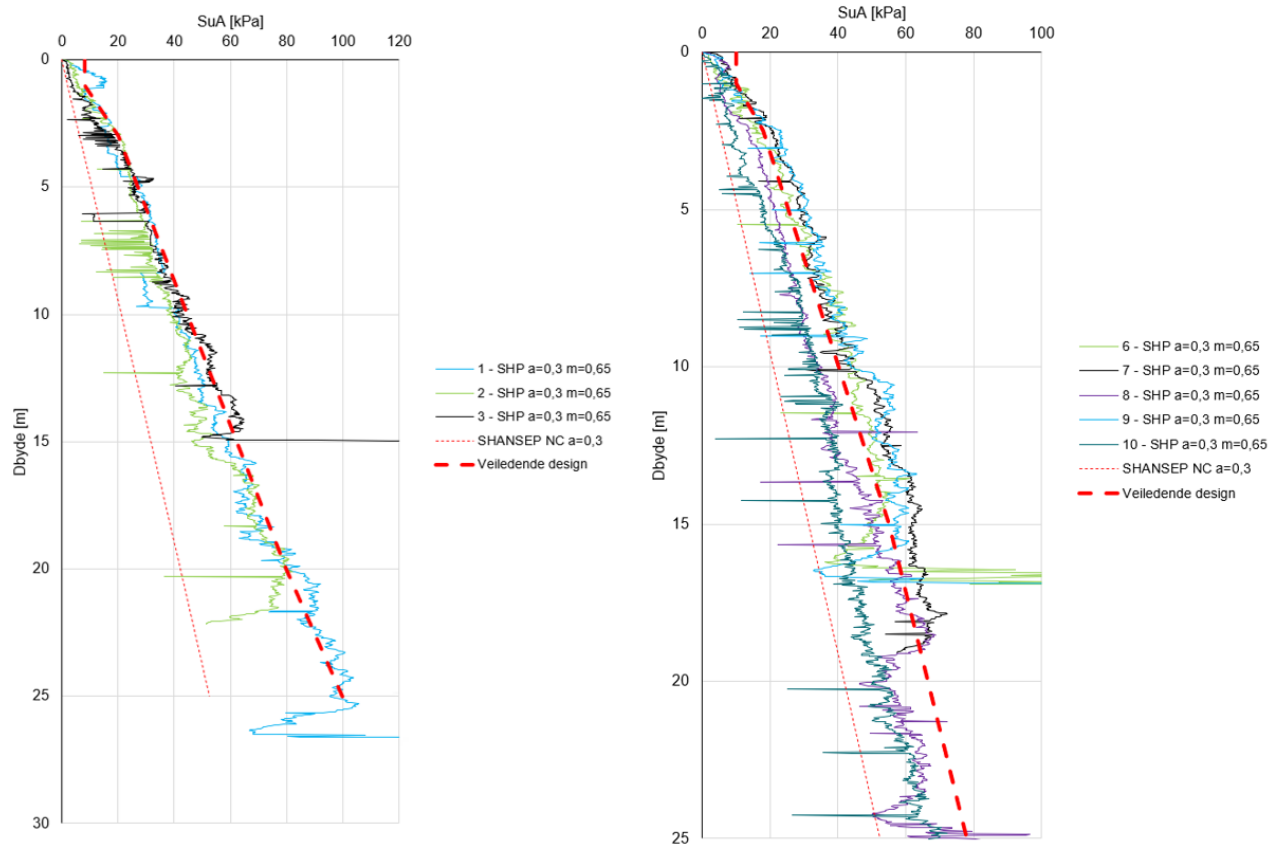 SuA [kPa]
0 20 40 60 80 100 120
0
5
10
15
20
25
30
Dbyde [m]
1 - SHP a=0,3 m=0,65
2 - SHP a=0,3 m=0,65
3 - SHP a=0,3 m=0,65
SHANSEP NC a=0,3
Veiledende design
SuA [kPa]
0 20 40 60 80 100
0
5
10
15
20
25
Dbyde [m]
6 - SHP a=0,3 m=0,65
7 - SHP a=0,3 m=0,65
8 - SHP a=0,3 m=0,65
9 - SHP a=0,3 m=0,65
10 - SHP a=0,3 m=0,65
SHANSEP NC a=0,3
Veiledende design